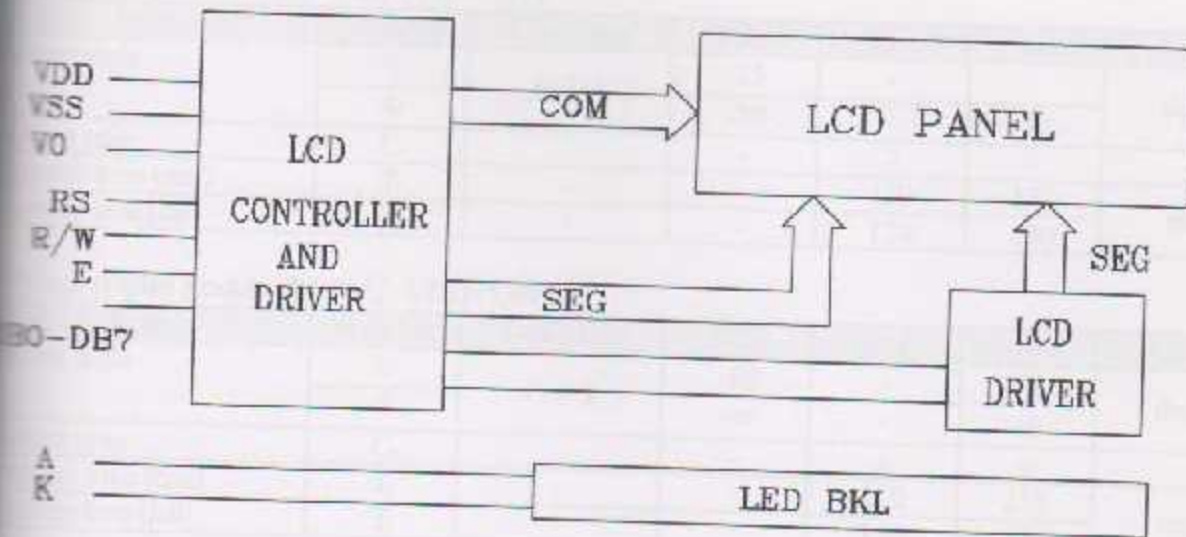 VDD
VSS
VO
RS
R/W
E
DB0-DB7
LCD
CONTROLLER
AND
DRIVER
COM
SEG
LCD PANEL
SEG
LCD
DRIVER
A
K
LED BKL